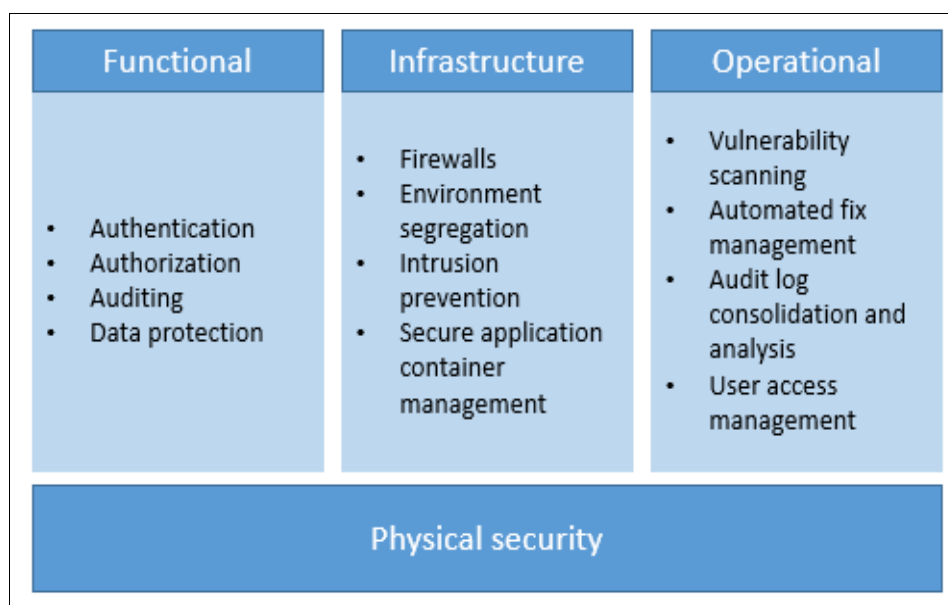 Functional
• Authentication
• Authorization
• Auditing
• Data protection
Infrastructure
• Firewalls
• Environment
segregation
• Intrusion
prevention
• Secure application
container
management
Operational
• Vulnerability
scanning
• Automated fix
management
• Audit log
consolidation and
analysis
• User access
management
Physical security